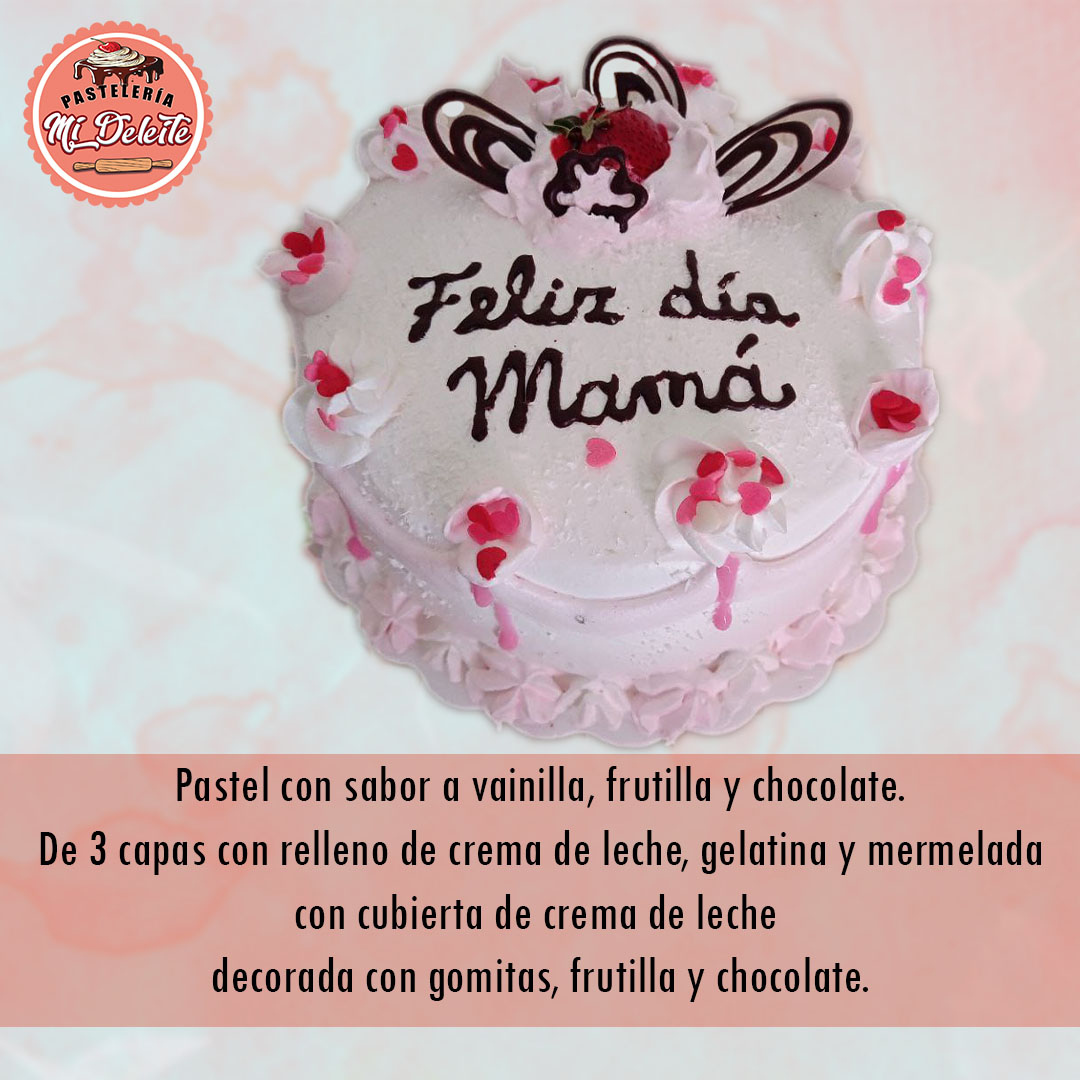 PASTELERÍA
Mi Deleite
Feliz día
Mamá
Pastel con sabor a vainilla, frutilla y chocolate.
De 3 capas con relleno de crema de leche, gelatina y mermelada
con cubierta de crema de leche
decorada con gomitas, frutilla y chocolate.